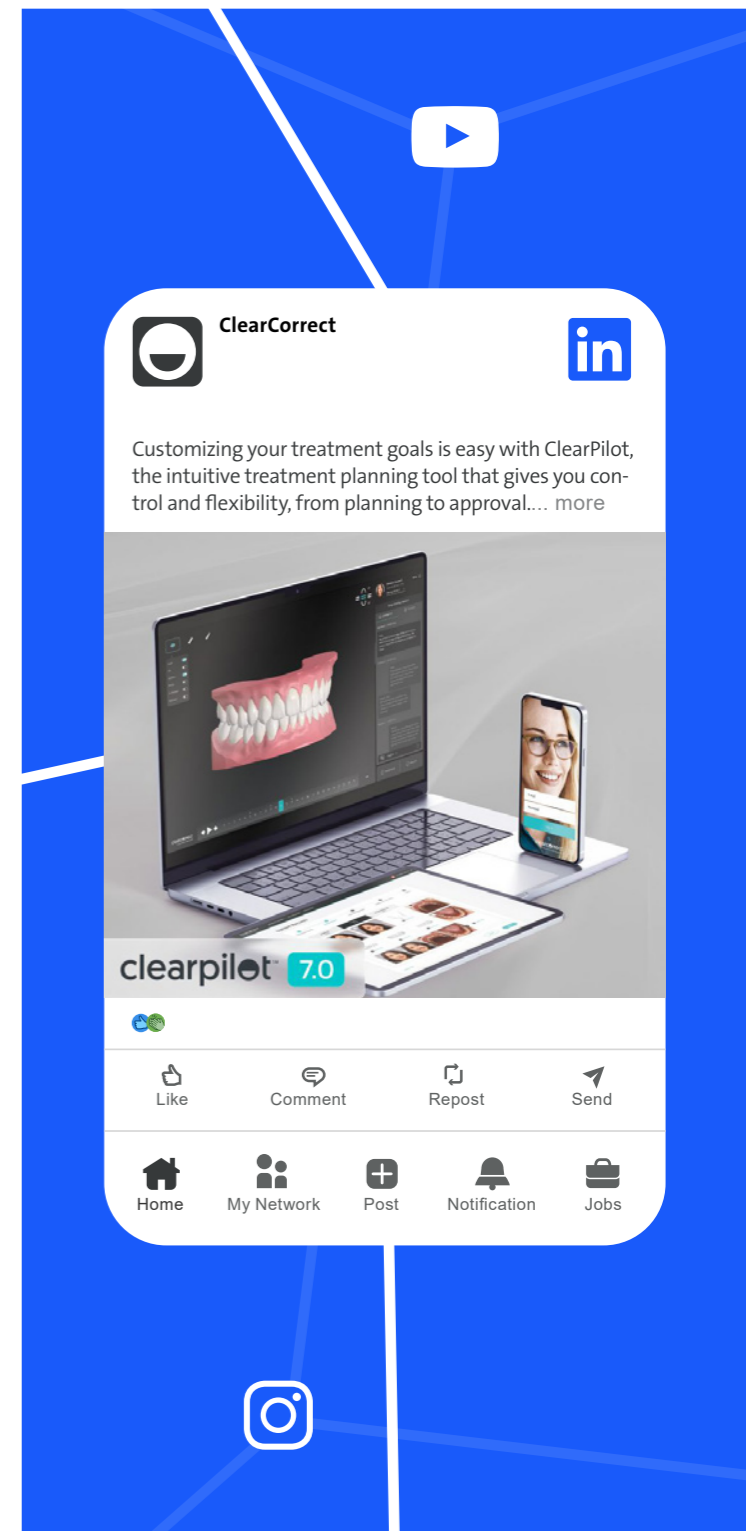 ClearCorrect
in
Customizing your treatment goals is easy with ClearPilot,
the intuitive treatment planning tool that gives you con-
trol and flexibility, from planning to approval.... more
clearpilot™ 7.0
Like Comment Repost Send
Home My Network Post Notification Jobs